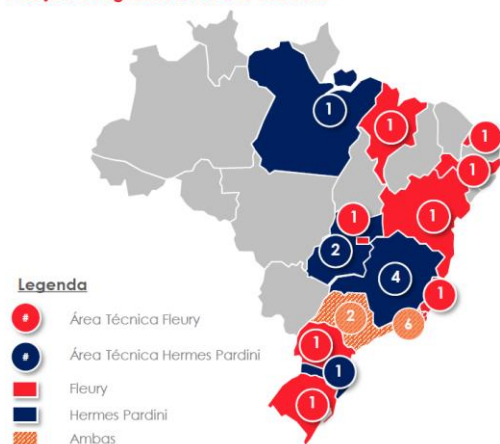 1
1
1
1
1
1
2
4
1
2
6
1
1
1
Legenda
# Área Técnica Fleury
# Área Técnica Hermes Pardini
Fleury
Hermes Pardini
Ambas